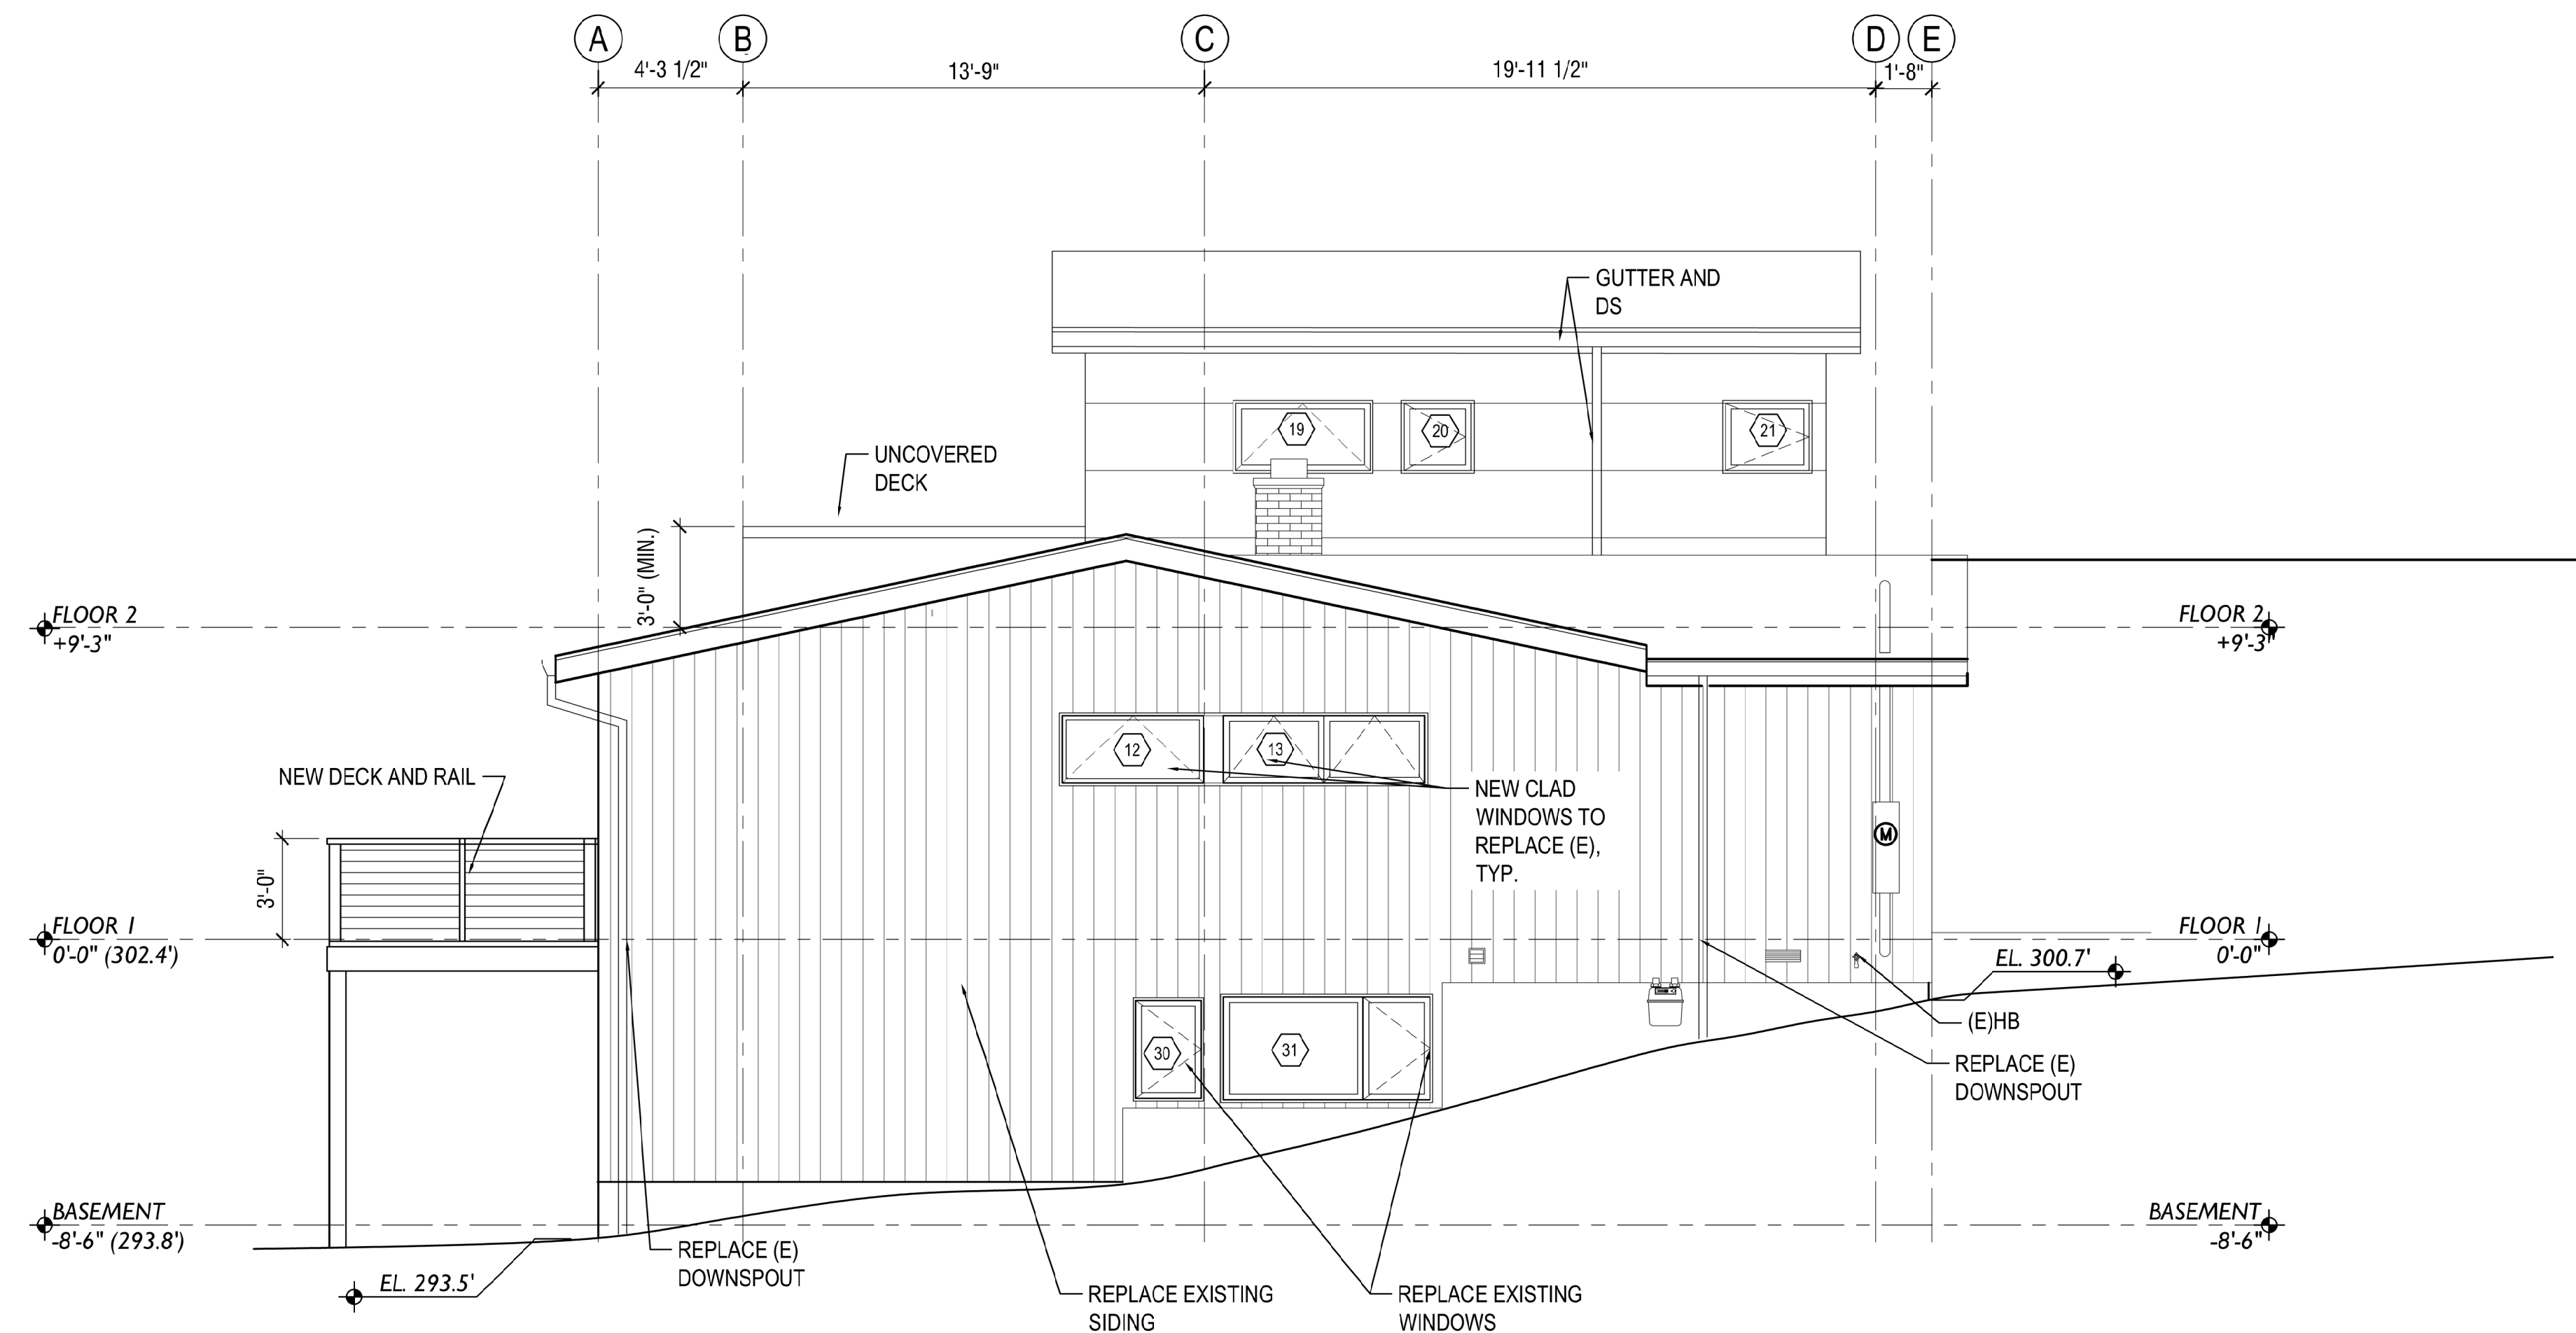 A
B
C
D
E
4'-3 1/2"
13'-9"
19'-11 1/2"
1'-8"
GUTTER AND
DS
19
20
21
UNCOVERED
DECK
3'-0" (MIN.)
FLOOR 2
+9'-3"
FLOOR 2
+9'-3"
12
13
NEW DECK AND RAIL
NEW CLAD
WINDOWS TO
REPLACE (E),
TYP.
M
3'-0"
FLOOR 1
0'-0" (302.4')
FLOOR 1
0'-0"
EL. 300.7'
(E)HB
30
31
REPLACE (E)
DOWNSPOUT
BASEMENT
-8'-6" (293.8')
BASEMENT
-8'-6"
REPLACE (E)
DOWNSPOUT
EL. 293.5'
REPLACE EXISTING
SIDING
REPLACE EXISTING
WINDOWS